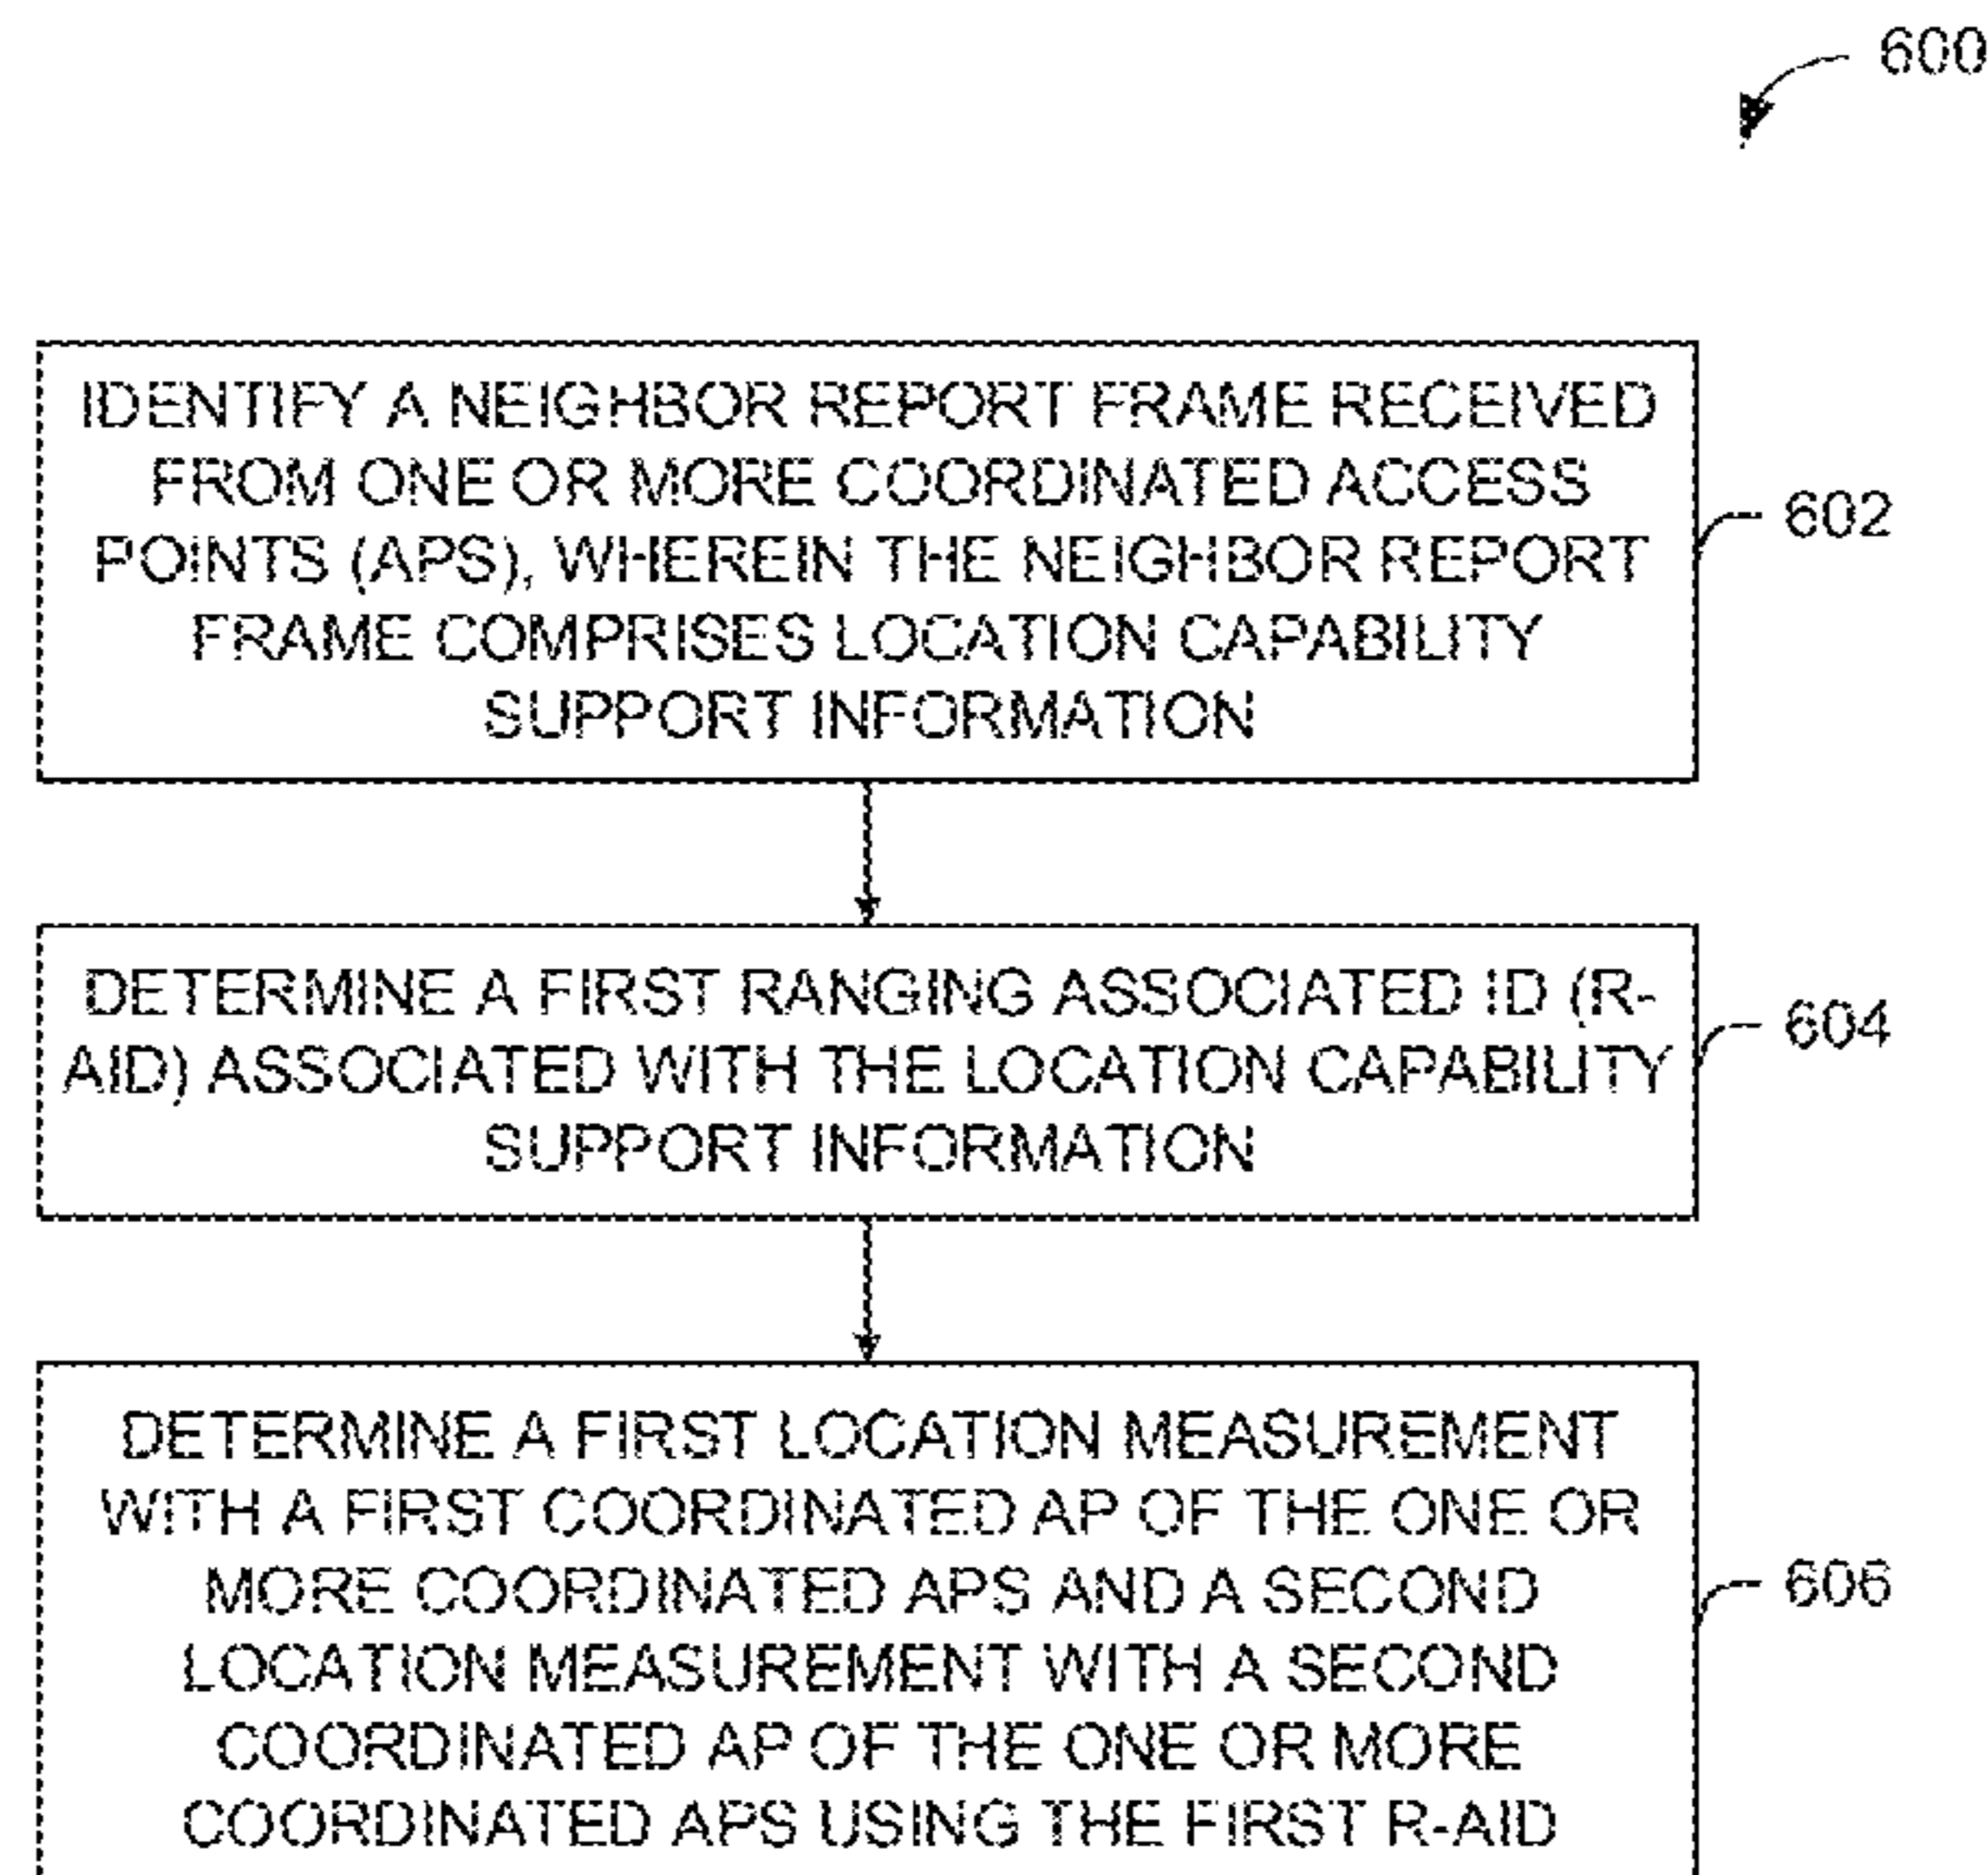 600
IDENTIFY A NEIGHBOR REPORT FRAME RECEIVED
FROM ONE OR MORE COORDINATED ACCESS
POINTS (APS), WHEREIN THE NEIGHBOR REPORT
FRAME COMPRISES LOCATION CAPABILITY
SUPPORT INFORMATION
602
DETERMINE A FIRST RANGING ASSOCIATED ID (R-
AID) ASSOCIATED WITH THE LOCATION CAPABILITY
SUPPORT INFORMATION
604
DETERMINE A FIRST LOCATION MEASUREMENT
WITH A FIRST COORDINATED AP OF THE ONE OR
MORE COORDINATED APS AND A SECOND
LOCATION MEASUREMENT WITH A SECOND
COORDINATED AP OF THE ONE OR MORE
COORDINATED APS USING THE FIRST R-AID
606